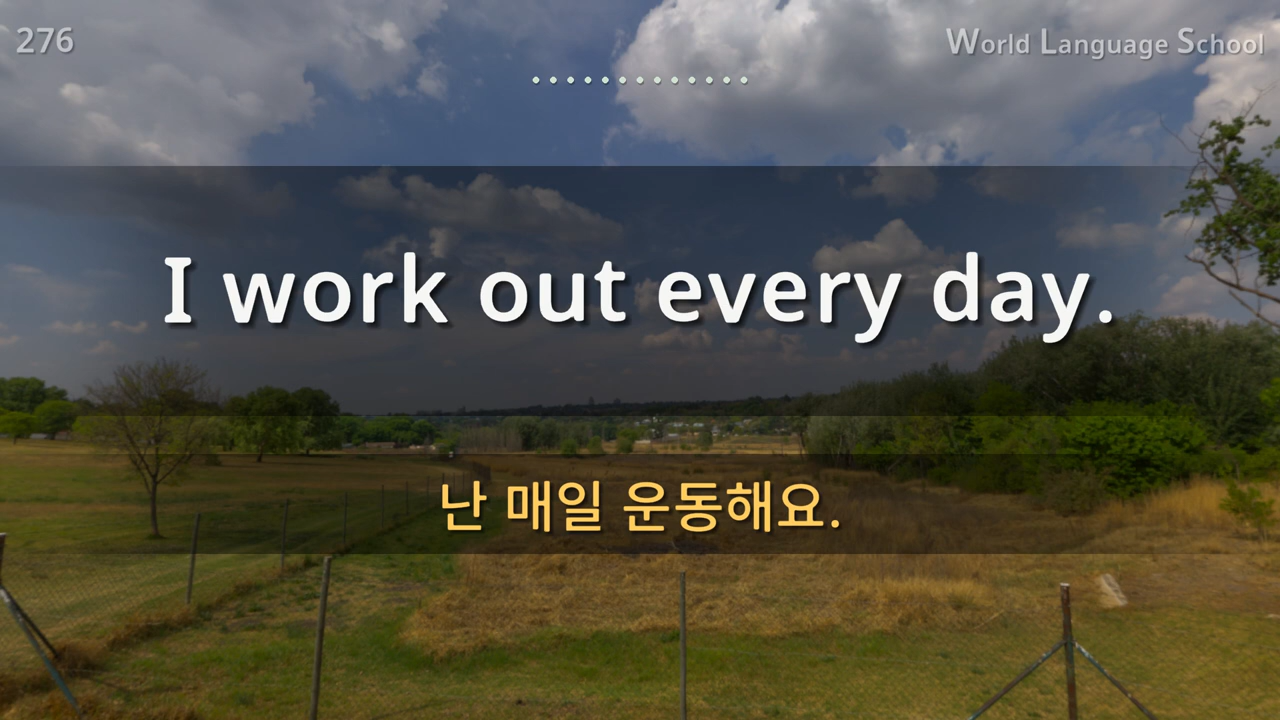 276
World Language School
I work out every day.
난 매일 운동해요.